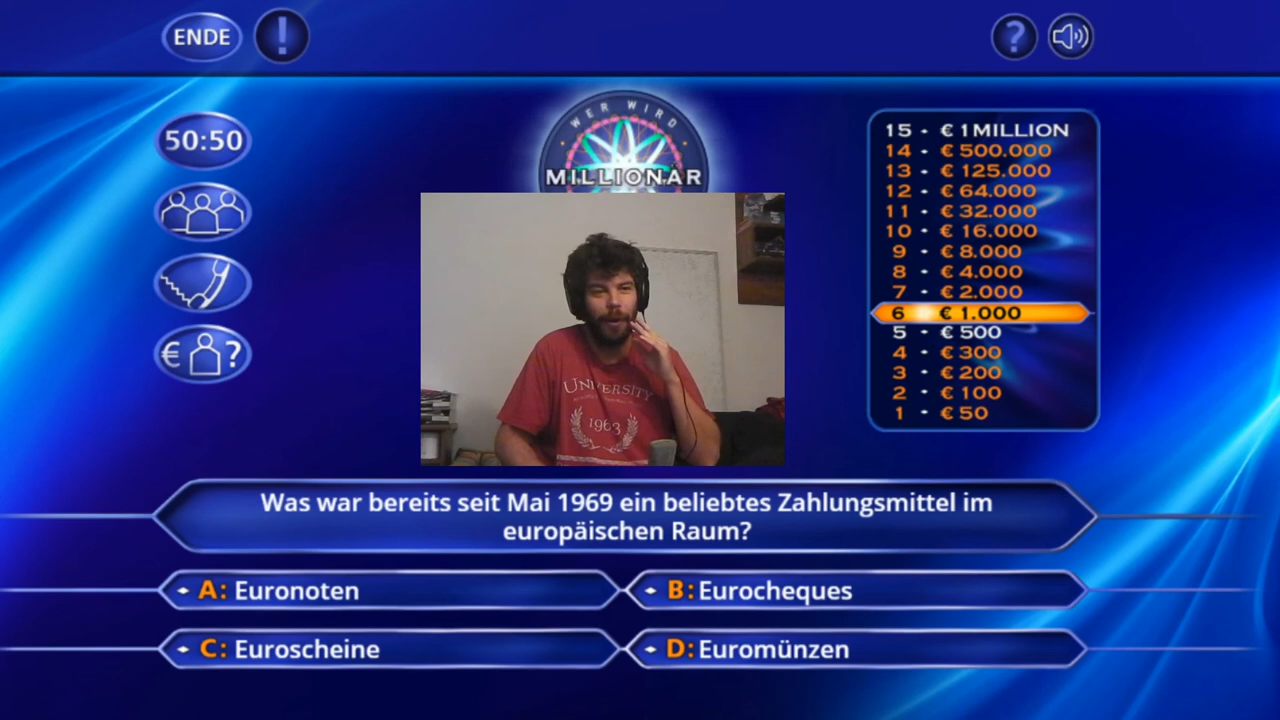 ENDE
!
?
50:50
€ ?
WER WIRD
MILLIONÄR
15 • € 1 MILLION
14 • € 500.000
13 • € 125.000
12 • € 64.000
11 • € 32.000
10 • € 16.000
9 • € 8.000
8 • € 4.000
7 • € 2.000
6 • € 1.000
5 • € 500
4 • € 300
3 • € 200
2 • € 100
1 • € 50
UNIVERSITY
1963
Was war bereits seit Mai 1969 ein beliebtes Zahlungsmittel im
europäischen Raum?
A: Euronoten
B: Eurocheques
C: Euroscheine
D: Euromünzen